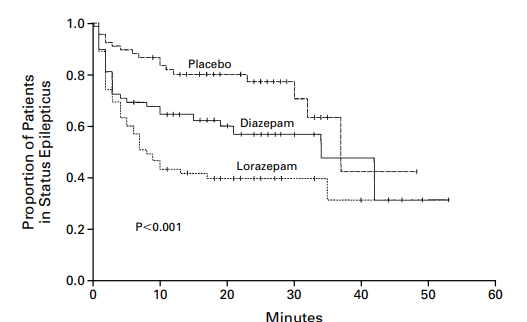 Proportion of Patients
in Status Epilepticus
1.0
0.8
0.6
0.4
0.2
0.0
Placebo
Diazepam
Lorazepam
P<0.001
0 10 20 30 40 50 60
Minutes